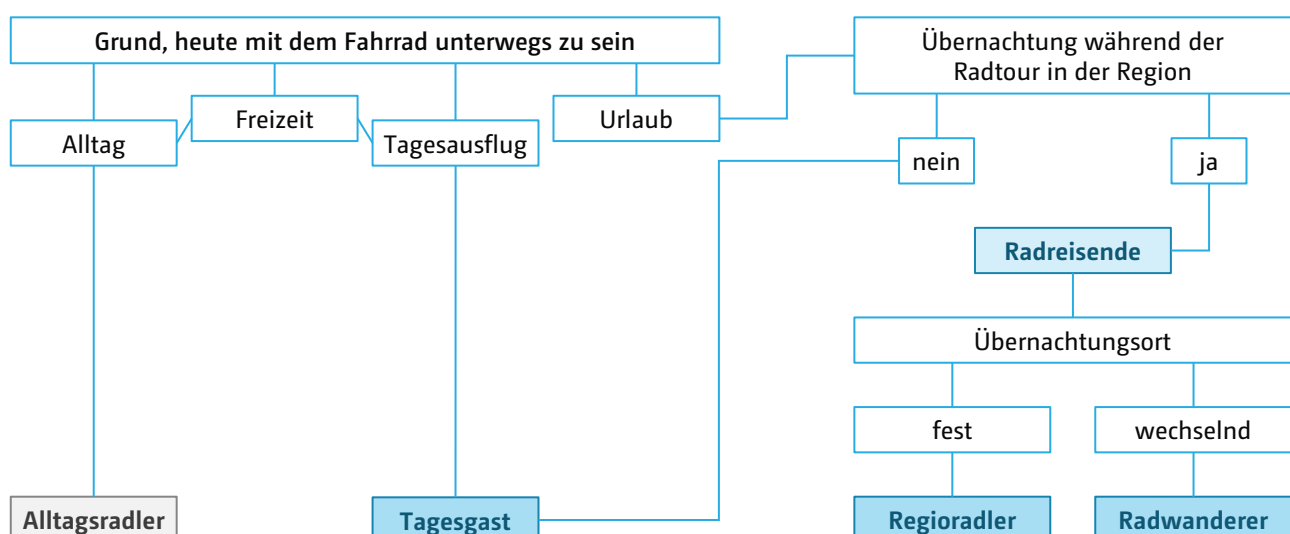 Grund, heute mit dem Fahrrad unterwegs zu sein
Übernachtung während der
Radtour in der Region
Freizeit
Urlaub
Alltag
Tagesausflug
nein
ja
Radreisende
Übernachtungsort
fest
wechselnd
Alltagsradler
Tagesgast
Regioradler
Radwanderer